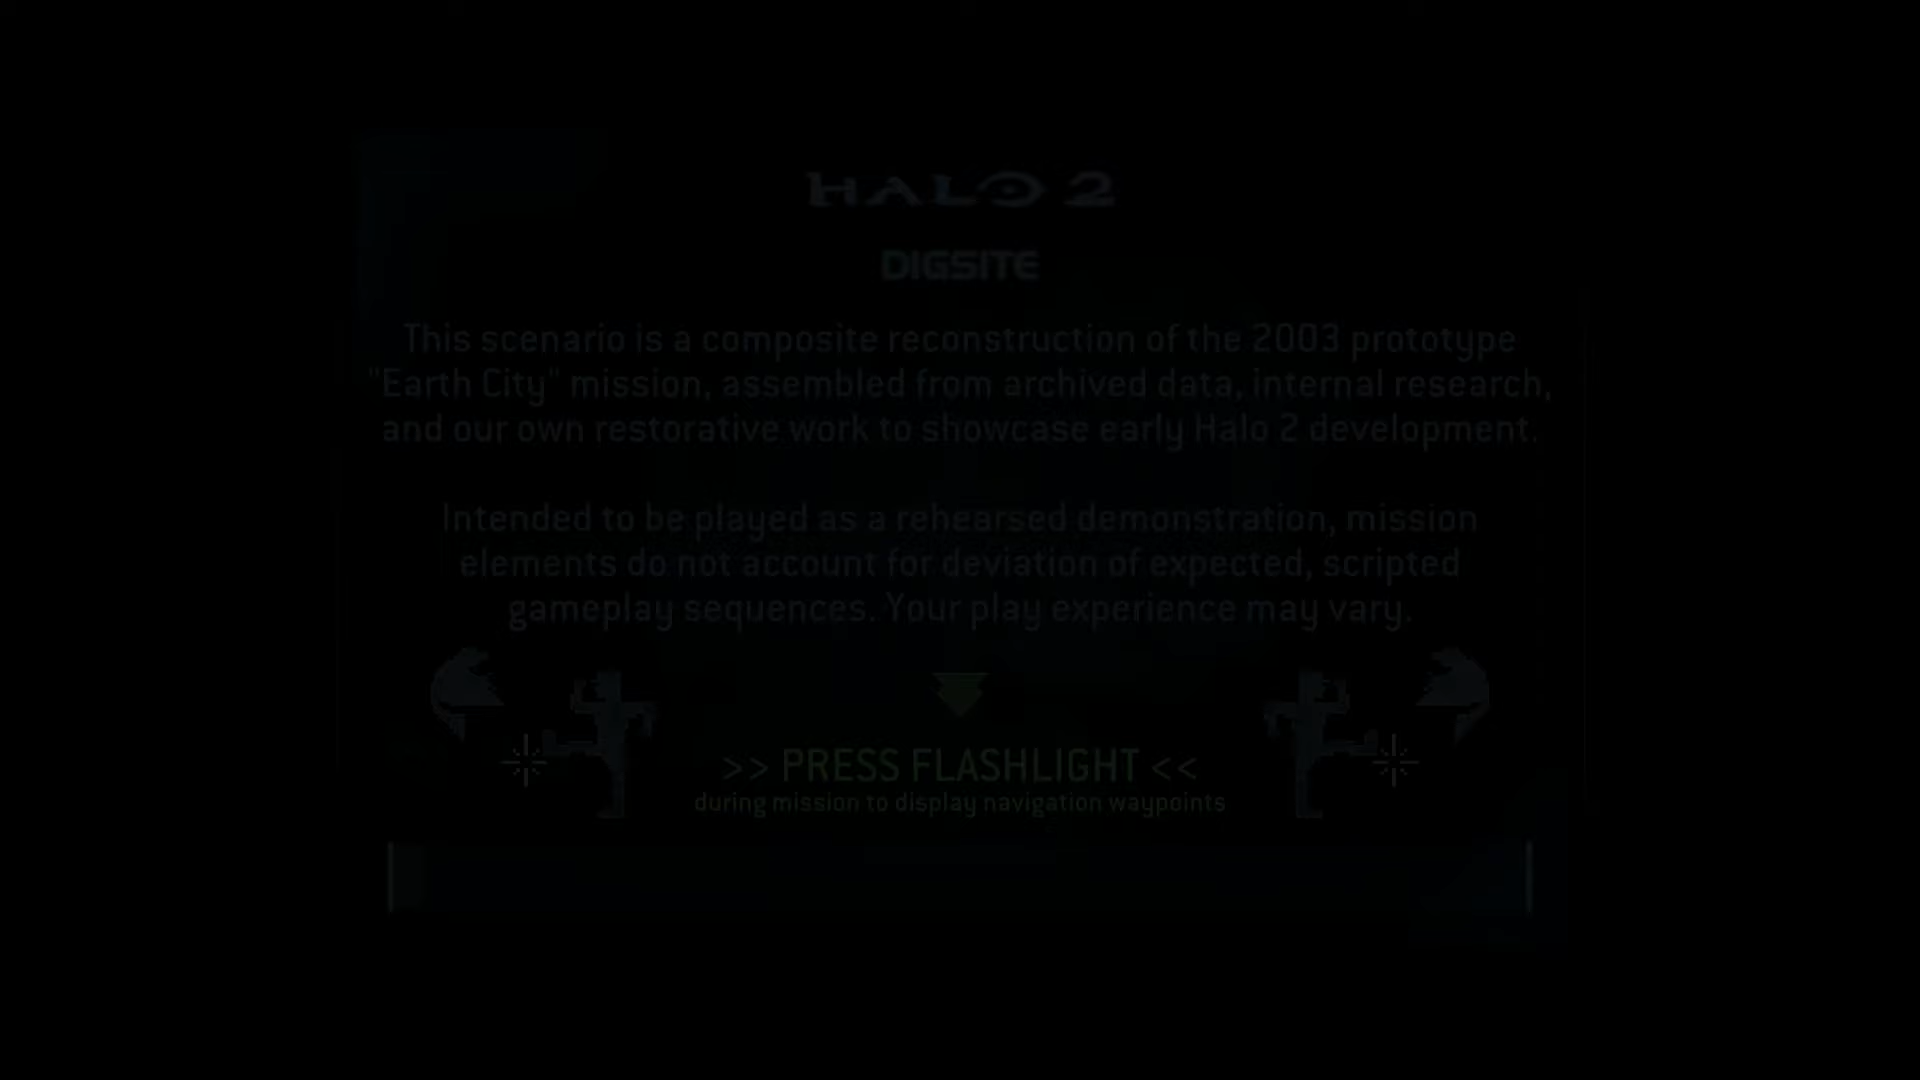 HALO 2
DIGSITE
This scenario is a composite reconstruction of the 2003 prototype
"Earth City" mission, assembled from archived data, internal research,
and our own restorative work to showcase early Halo 2 development.
Intended to be played as a rehearsed demonstration, mission
elements do not account for deviation of expected, scripted
gameplay sequences. Your play experience may vary.
>> PRESS FLASHLIGHT <<
during mission to display navigation waypoints